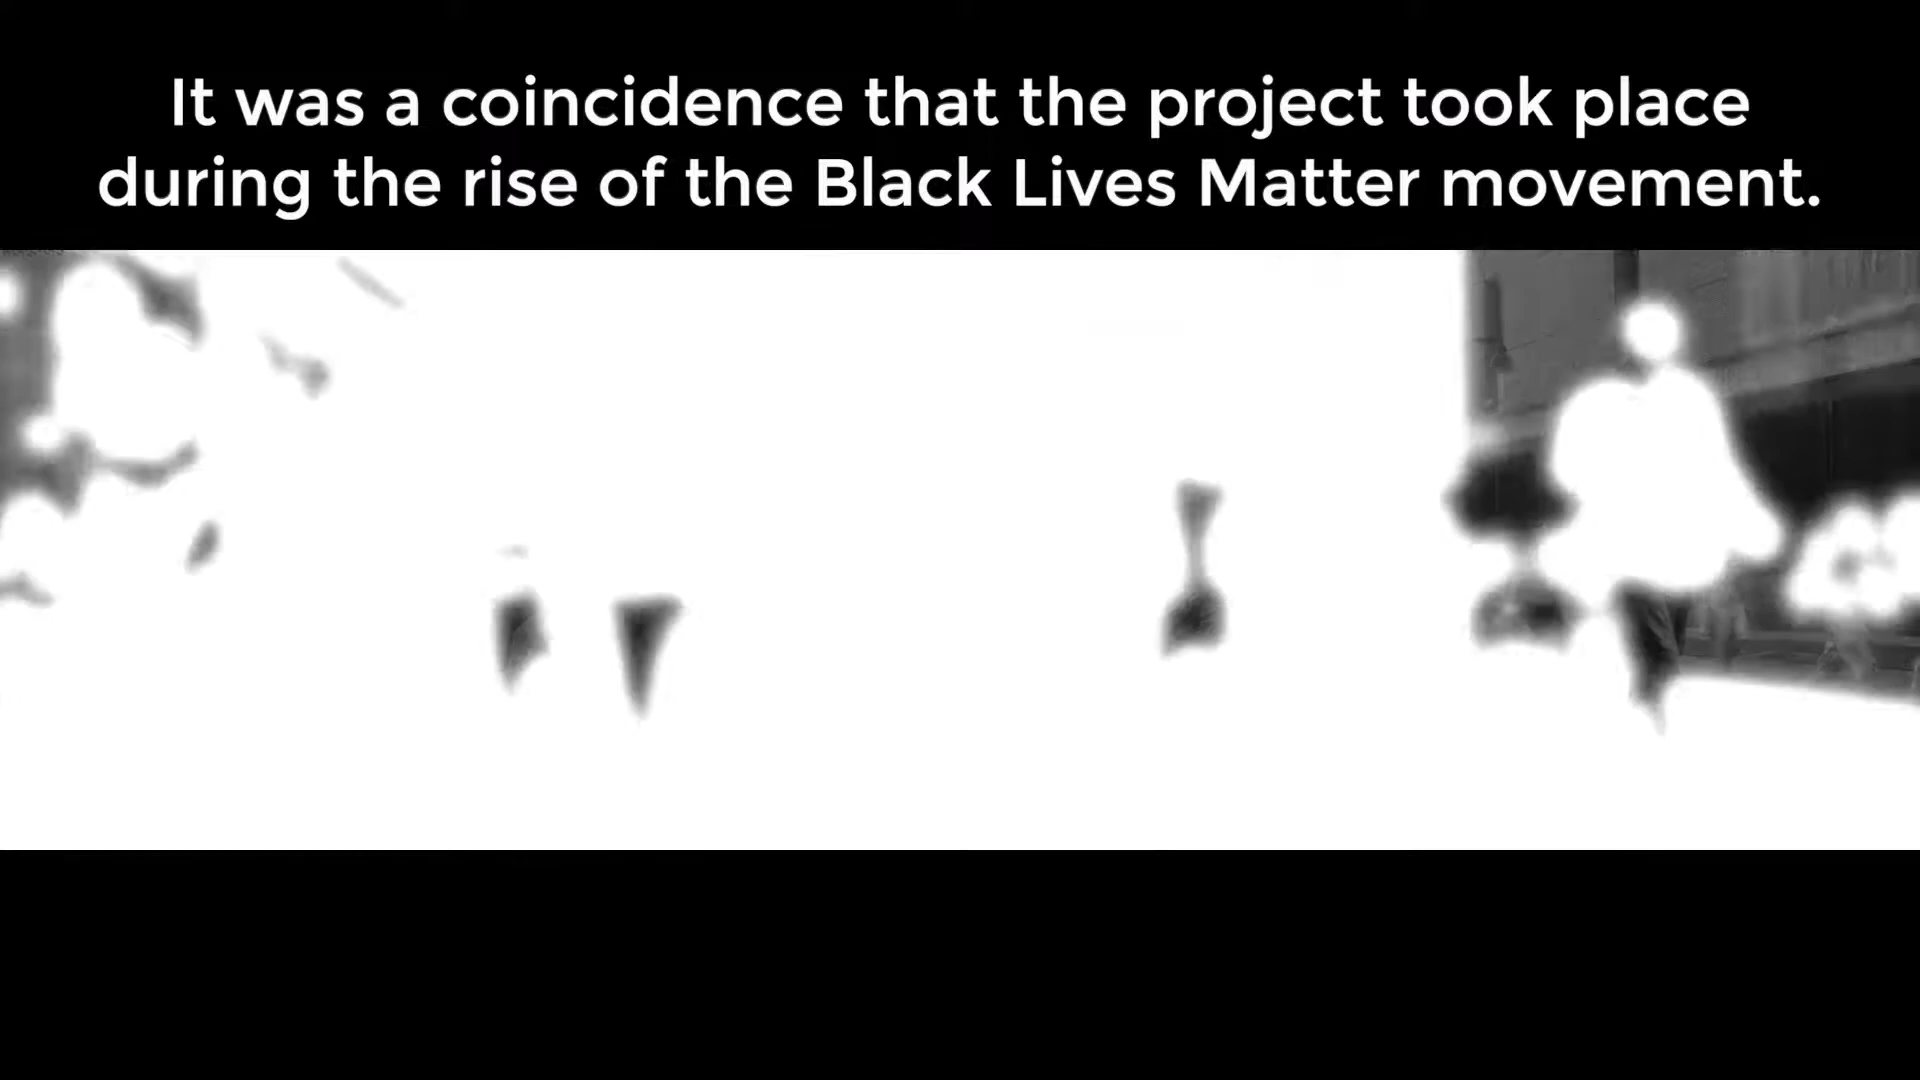 It was a coincidence that the project took place
during the rise of the Black Lives Matter movement.